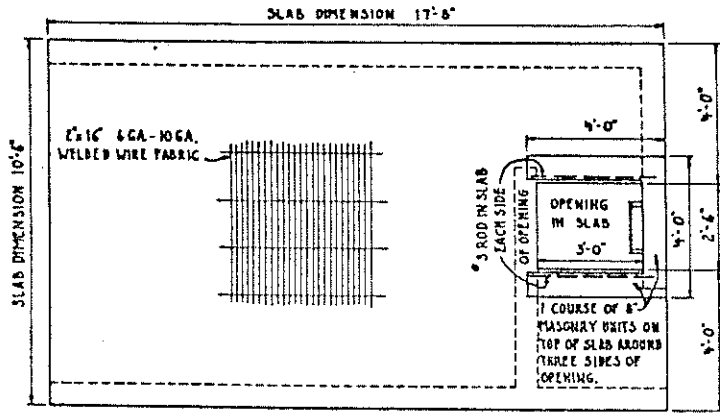 SLAB DIMENSION 17'-8"
SLAB DIMENSION 10'-6"
2"x16" 6GA-10GA.
WELDED WIRE FABRIC
4'-0"
4'-0"
#3 ROD IN SLAB
EACH SIDE
OF OPENING
OPENING
IN SLAB
3'-0"
4'-0"
2'-6"
1 COURSE OF 8"
MASONRY UNITS ON
TOP OF SLAB AROUND
THREE SIDES OF
OPENING.
4'-0"